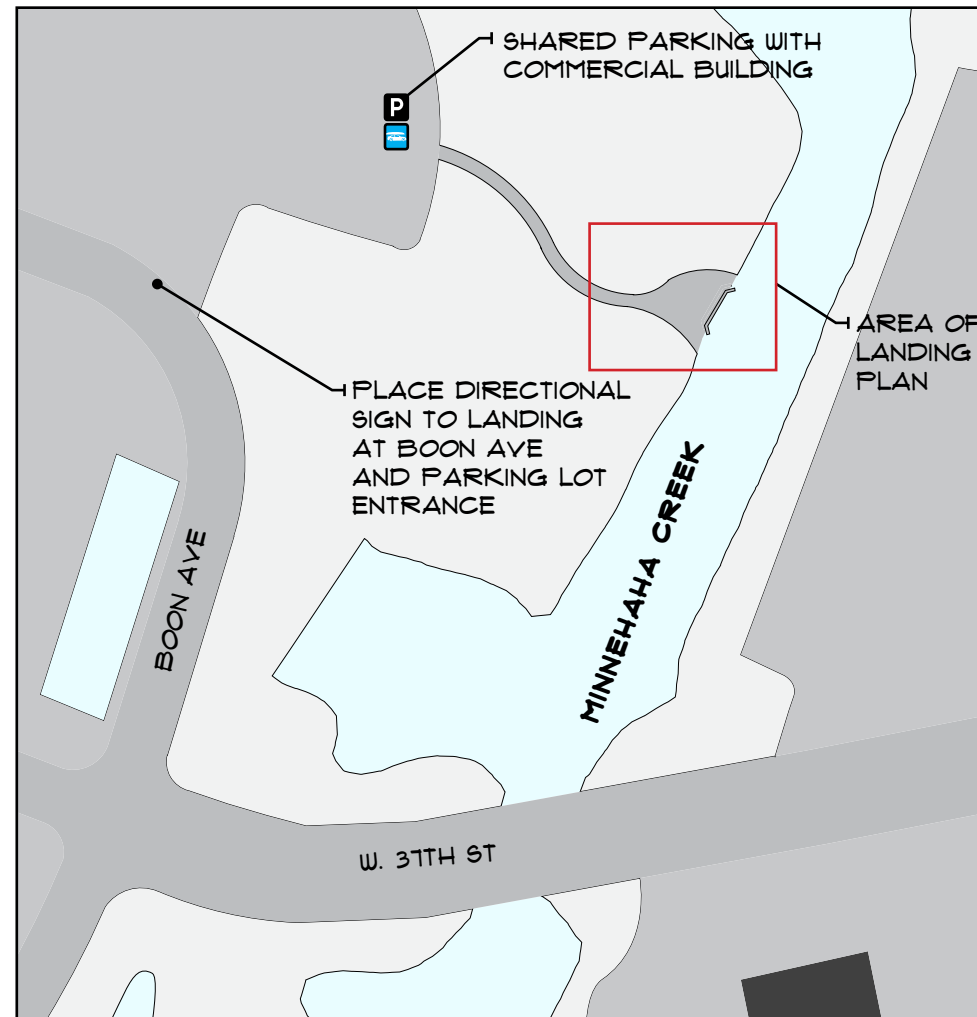 SHARED PARKING WITH
COMMERCIAL BUILDING
P
AREA OF
LANDING
PLAN
PLACE DIRECTIONAL
SIGN TO LANDING
AT BOON AVE
AND PARKING LOT
ENTRANCE
MINNEHAHA CREEK
BOON AVE
W. 37TH ST